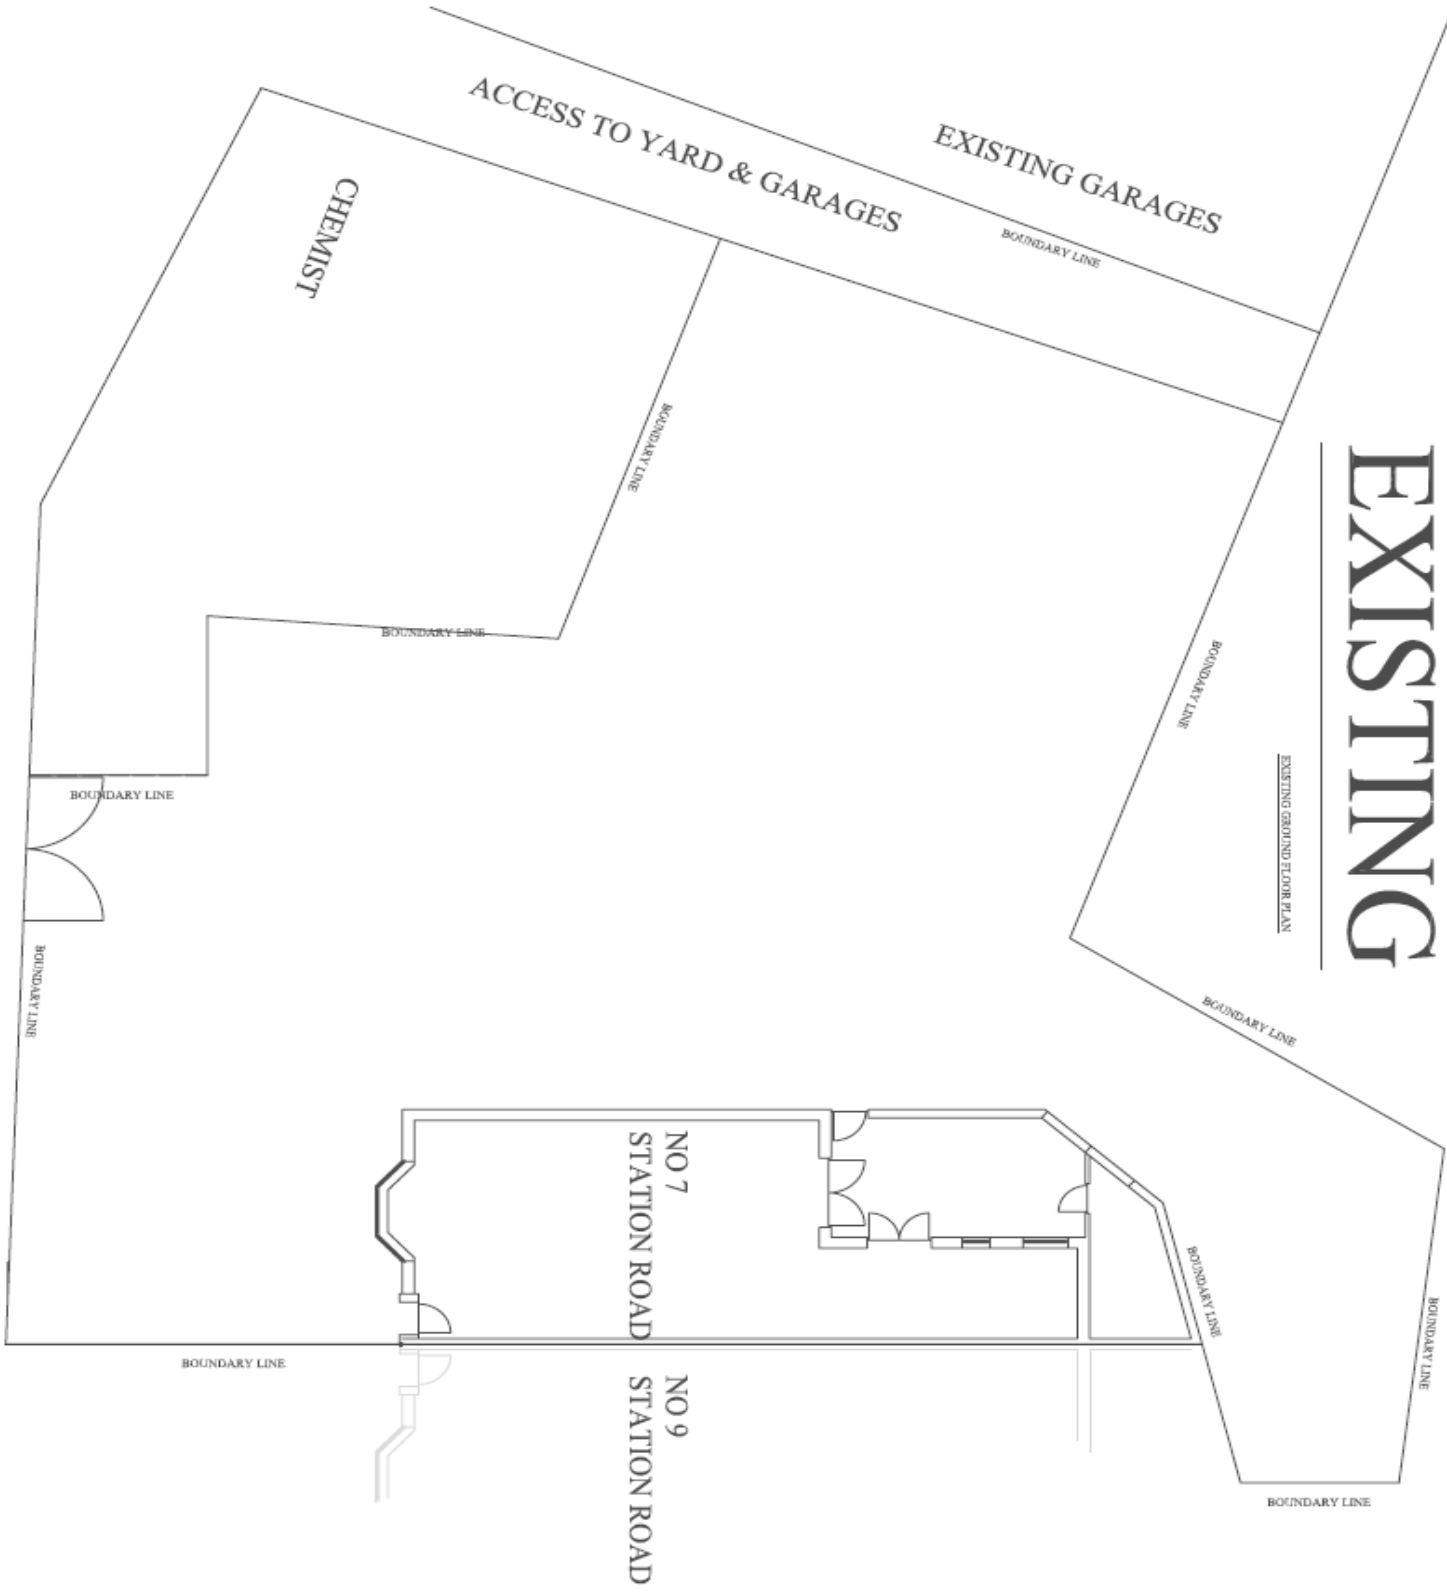 EXISTING
EXISTING GROUND FLOOR PLAN
EXISTING GARAGES
ACCESS TO YARD & GARAGES
BOUNDARY LINE
CHEMIST
BOUNDARY LINE
BOUNDARY LINE
BOUNDARY LINE
BOUNDARY LINE
BOUNDARY LINE
BOUNDARY LINE
NO 7
STATION ROAD
BOUNDARY LINE
BOUNDARY LINE
BOUNDARY LINE
NO 9
STATION ROAD
BOUNDARY LINE